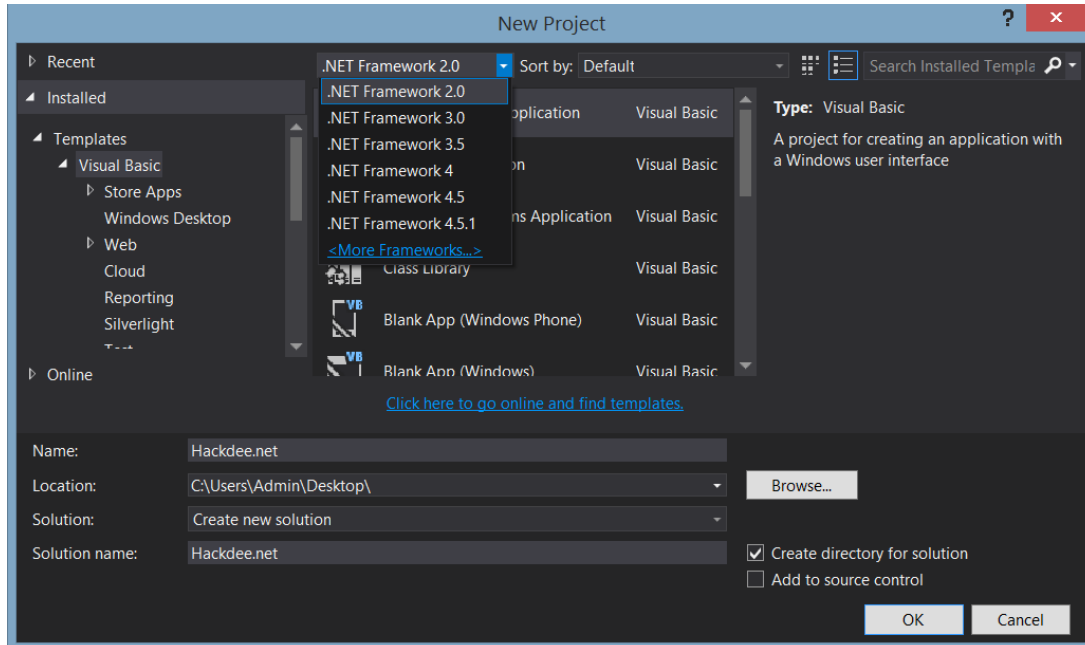 New Project
?
Recent
.NET Framework 2.0
Sort by: Default
Search Installed Templa
Installed
Templates
Visual Basic
Store Apps
Windows Desktop
Web
Cloud
Reporting
Silverlight
Online
.NET Framework 2.0
.NET Framework 3.0
.NET Framework 3.5
.NET Framework 4
.NET Framework 4.5
.NET Framework 4.5.1
<More Frameworks...>
Visual Basic
Visual Basic
Application Visual Basic
Class Library Visual Basic
VB
Blank App (Windows Phone) Visual Basic
VB
Blank App (Windows) Visual Basic
Click here to go online and find templates.
Type: Visual Basic
A project for creating an application with
a Windows user interface
Name: Hackdee.net
Location: C:\Users\Admin\Desktop\
Browse...
Solution: Create new solution
Solution name: Hackdee.net
Create directory for solution
Add to source control
OK
Cancel